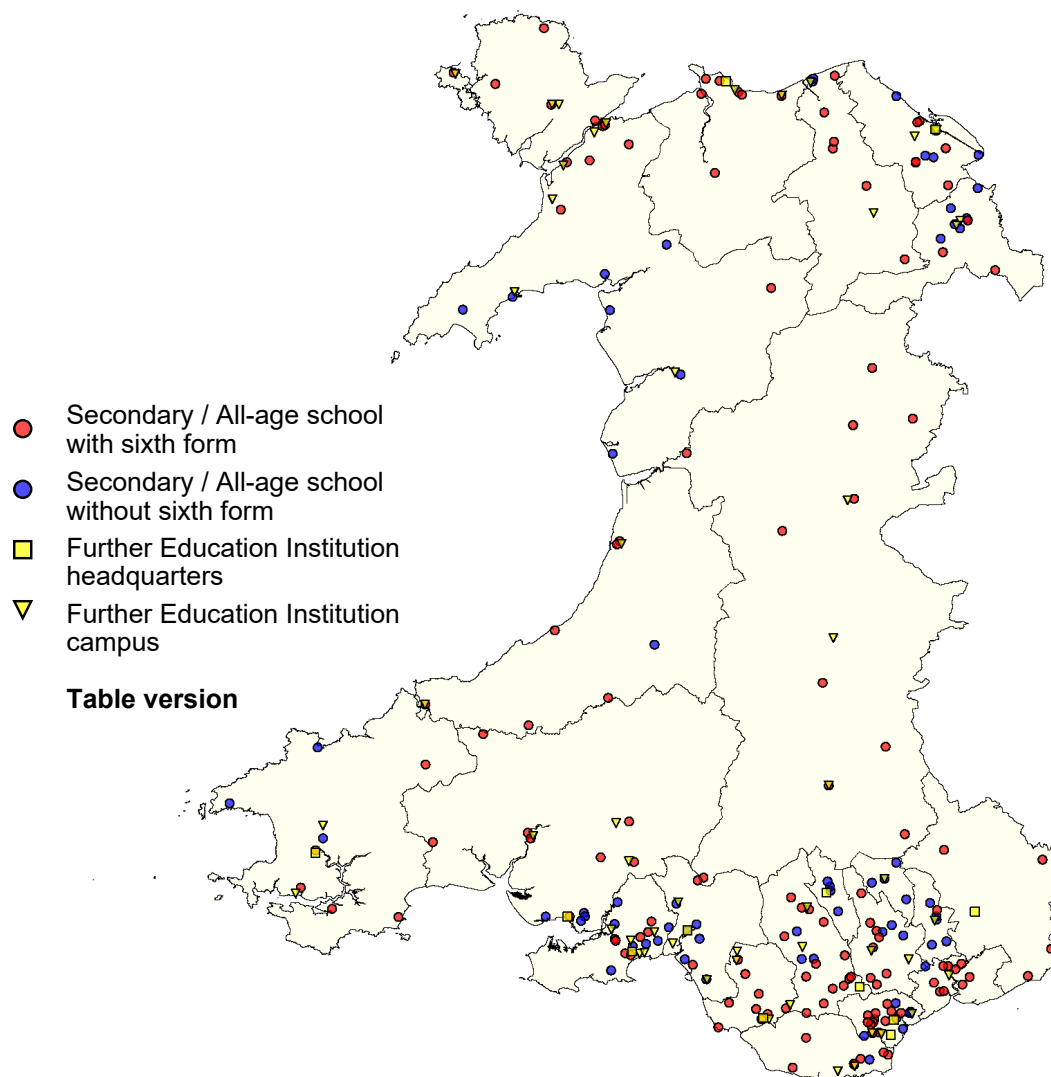 Secondary / All-age school
with sixth form
Secondary / All-age school
without sixth form
Further Education Institution
headquarters
Further Education Institution
campus
Table version